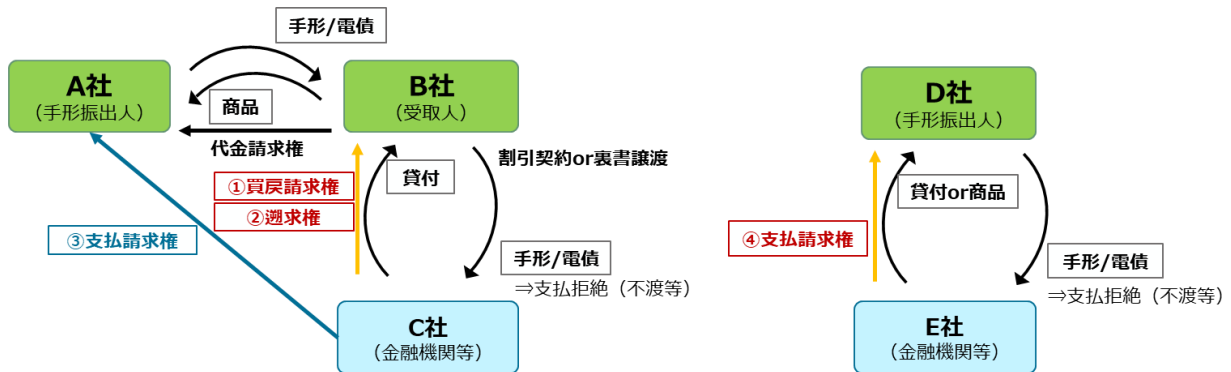 手形/電債
A社
(手形振出人)
B社
(受取人)
商品
代金請求権
割引契約or裏書譲渡
①買戻請求権
②遡求権
貸付
③支払請求権
手形/電債
⇒支払拒絶（不渡等）
C社
(金融機関等)
D社
(手形振出人)
貸付or商品
④支払請求権
手形/電債
⇒支払拒絶（不渡等）
E社
(金融機関等)